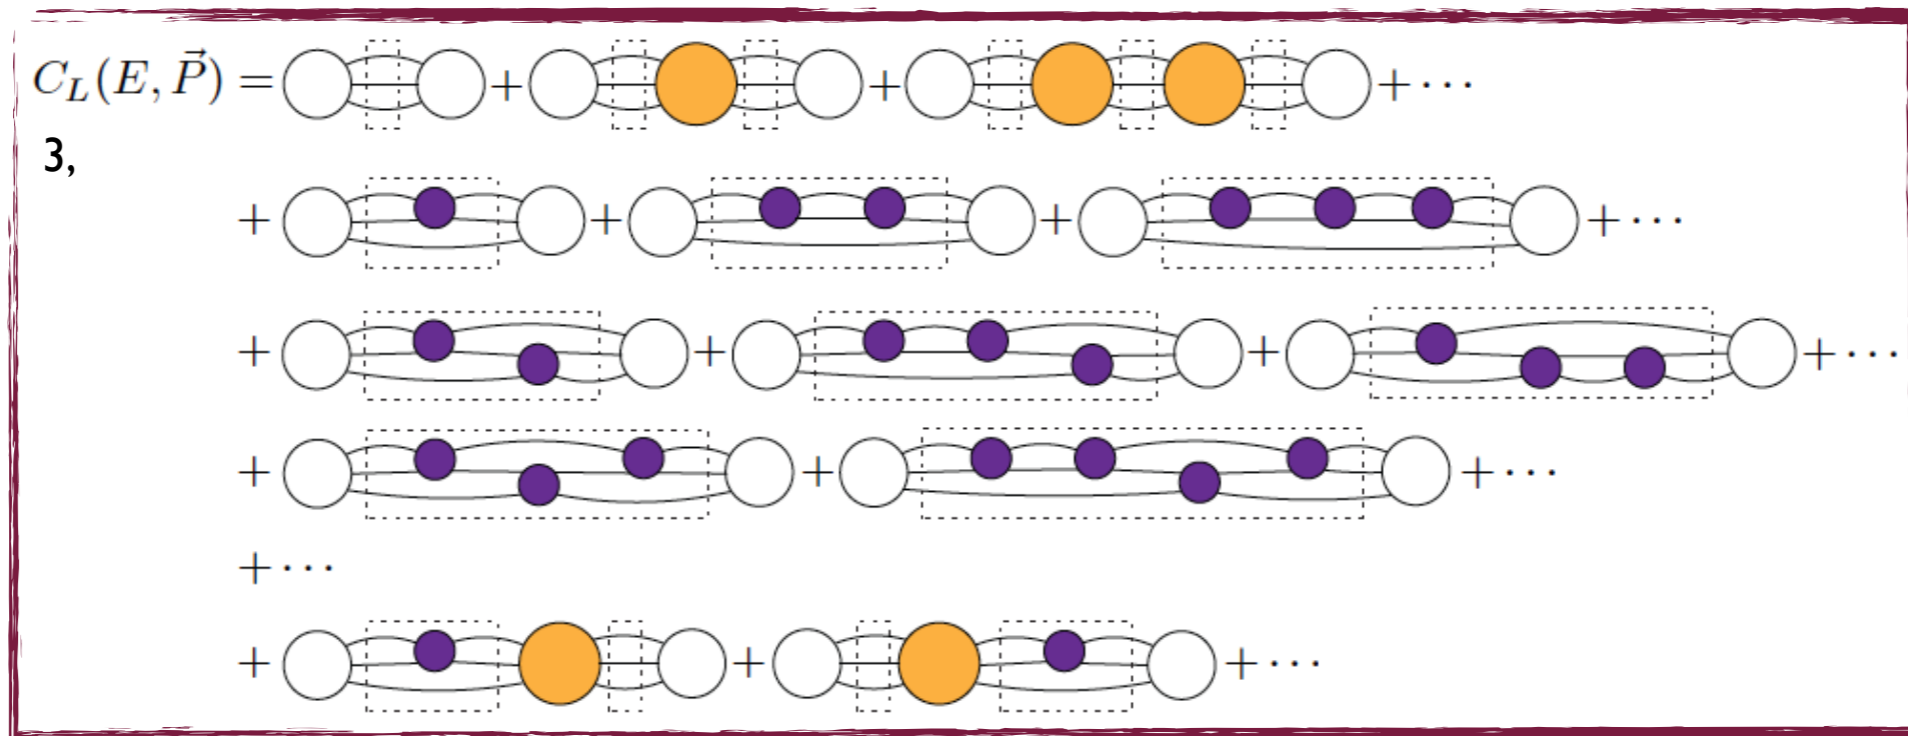 C_L(E, \vec{P}) = + + + ⋯
3,
+ + + + ⋯
+ + + + ⋯
+ + + ⋯
+ ⋯
+ + + ⋯